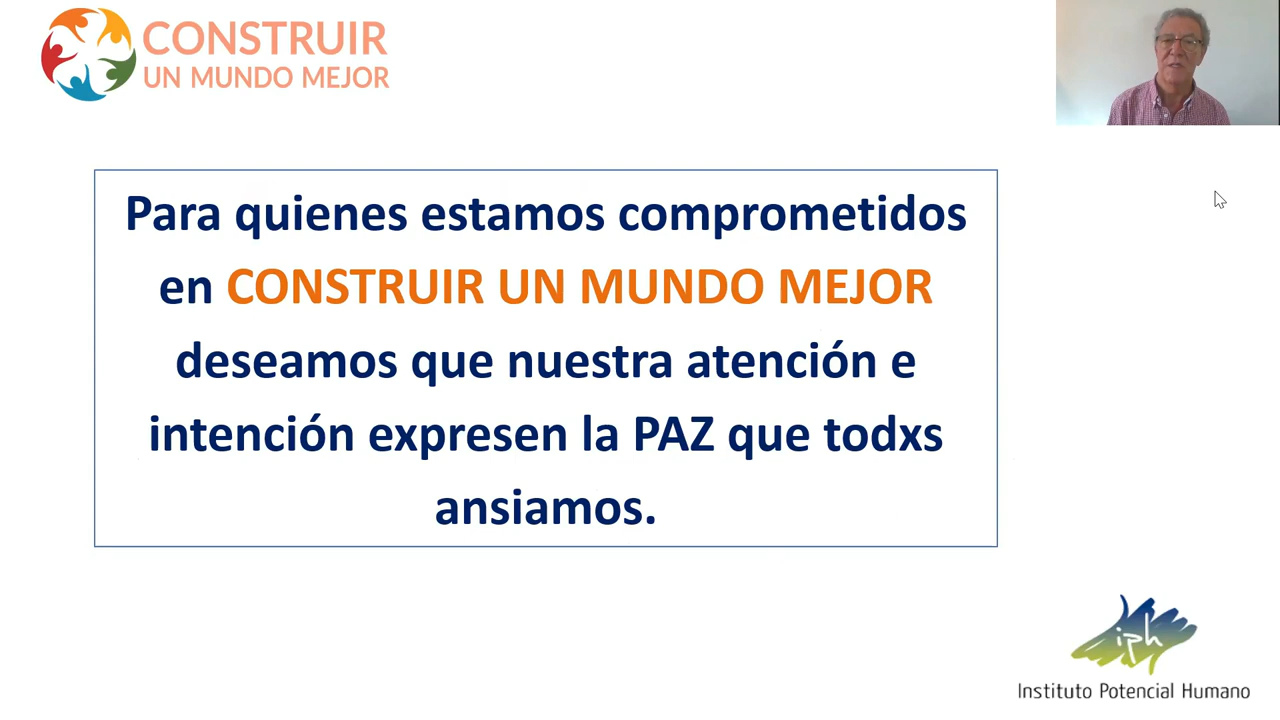 CONSTRUIR
UN MUNDO MEJOR
Para quienes estamos comprometidos
en CONSTRUIR UN MUNDO MEJOR
deseamos que nuestra atención e
intención expresen la PAZ que todxs
ansiamos.
iph
Instituto Potencial Humano